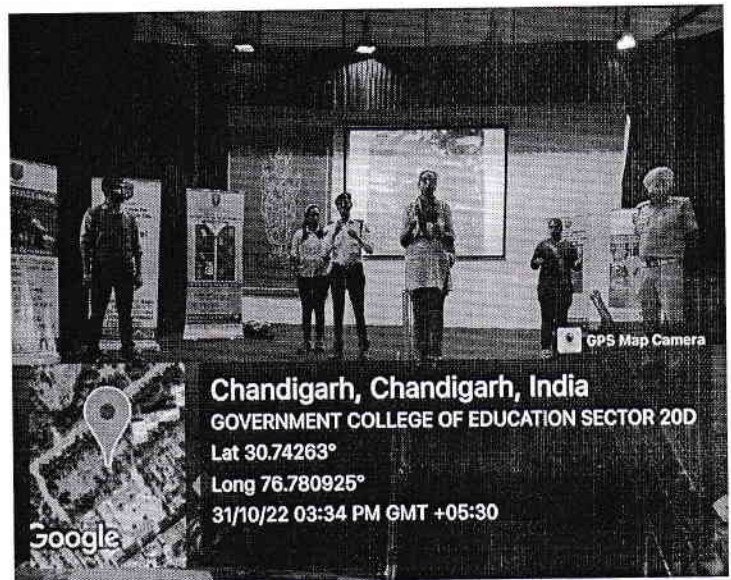 GPS Map Camera
Chandigarh, Chandigarh, India
GOVERNMENT COLLEGE OF EDUCATION SECTOR 20D
Lat 30.74263°
Long 76.780925°
31/10/22 03:34 PM GMT +05:30
Google